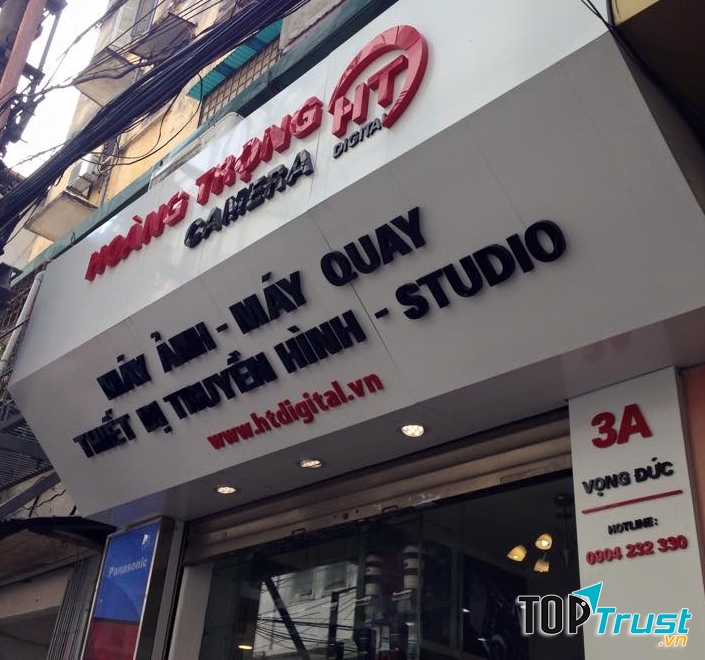 HOÀNG TRỌNG
CAMERA
HT
DIGITAL
MÁY ẢNH - MÁY QUAY
THIẾT BỊ TRUYỀN HÌNH - STUDIO
www.htdigital.vn
3A
VỌNG ĐỨC
HOTLINE:
0904 232 330
Panasonic
TOPTrust
.vn